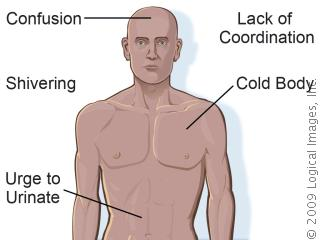 Confusion
Lack of
Coordination
Shivering
Cold Body
Urge to
Urinate
© 2009 Logical Images, Inc.